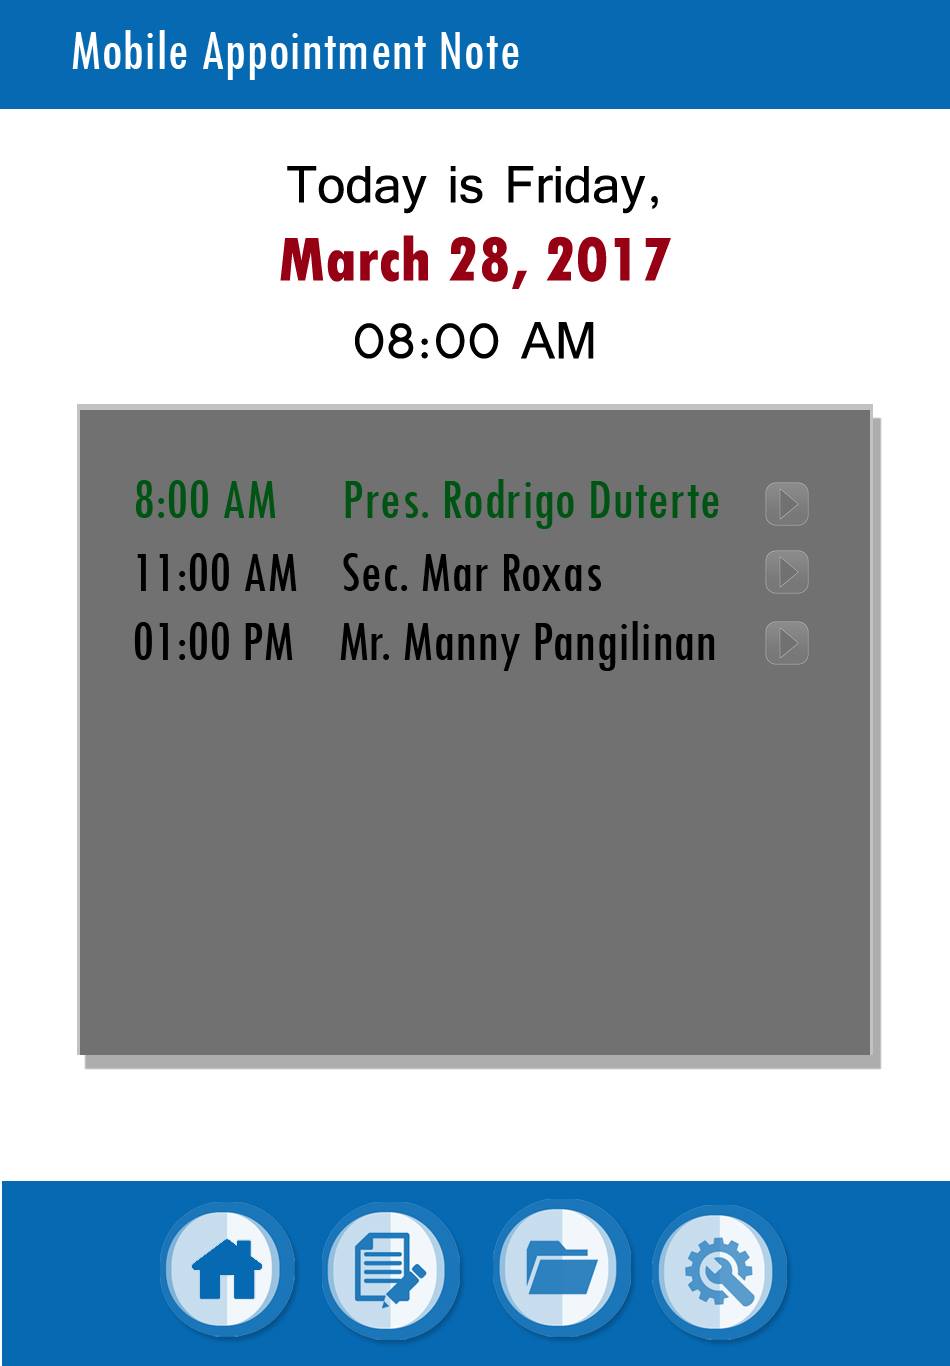 Mobile Appointment Note
Today is Friday,
March 28, 2017
08:00 AM
8:00 AM Pres. Rodrigo Duterte
11:00 AM Sec. Mar Roxas
01:00 PM Mr. Manny Pangilinan